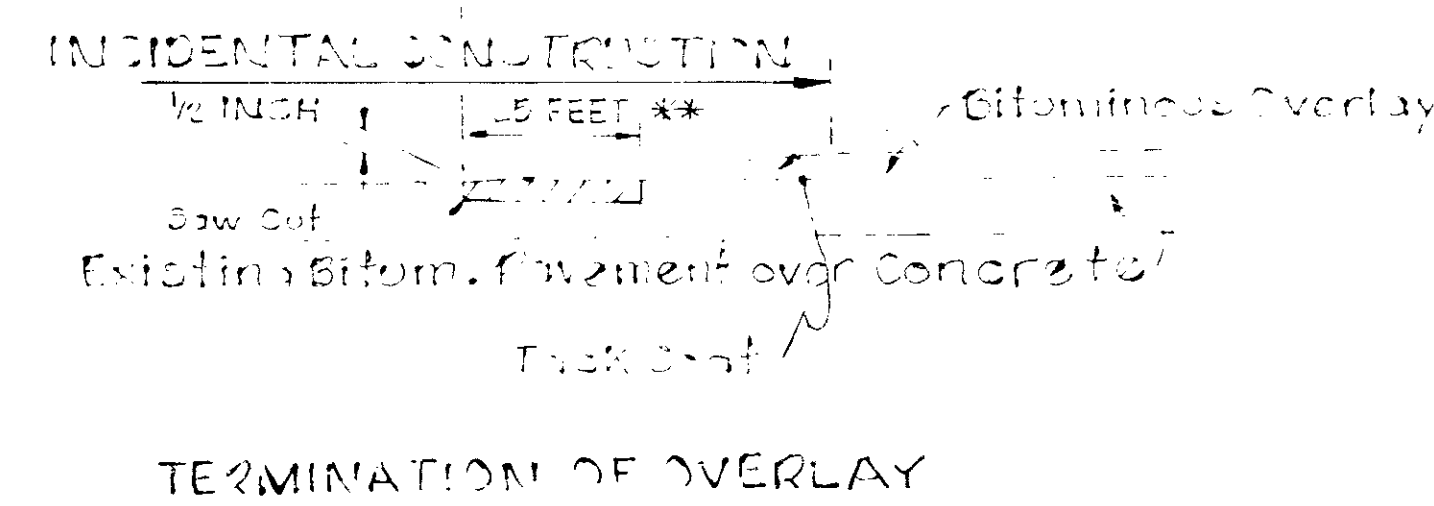 INCIDENTAL CONSTRUCTION
1/2 INCH
5 FEET **
Bituminous Overlay
Saw Cut
Existing Bitum. Pavement over Concrete
Tack Coat
TERMINATION OF OVERLAY